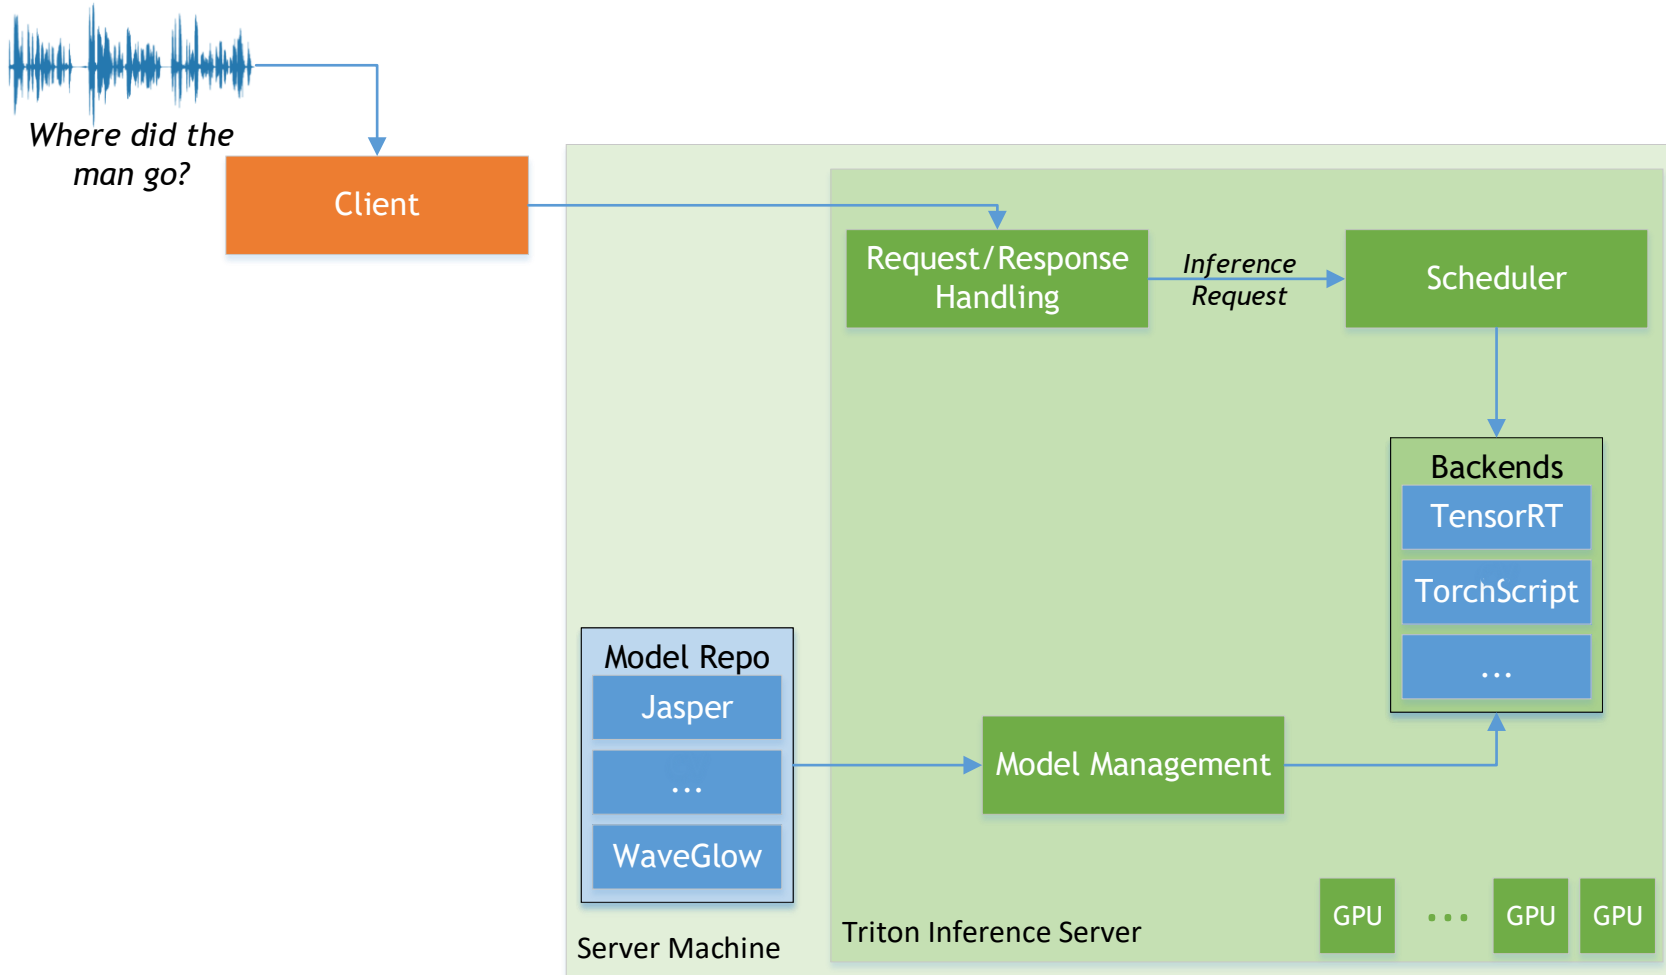 Where did the
man go?
Client
Request/Response
Handling
Inference
Request
Scheduler
Backends
TensorRT
TorchScript
...
Model Repo
Jasper
...
WaveGlow
Model Management
GPU
...
GPU
GPU
Triton Inference Server
Server Machine